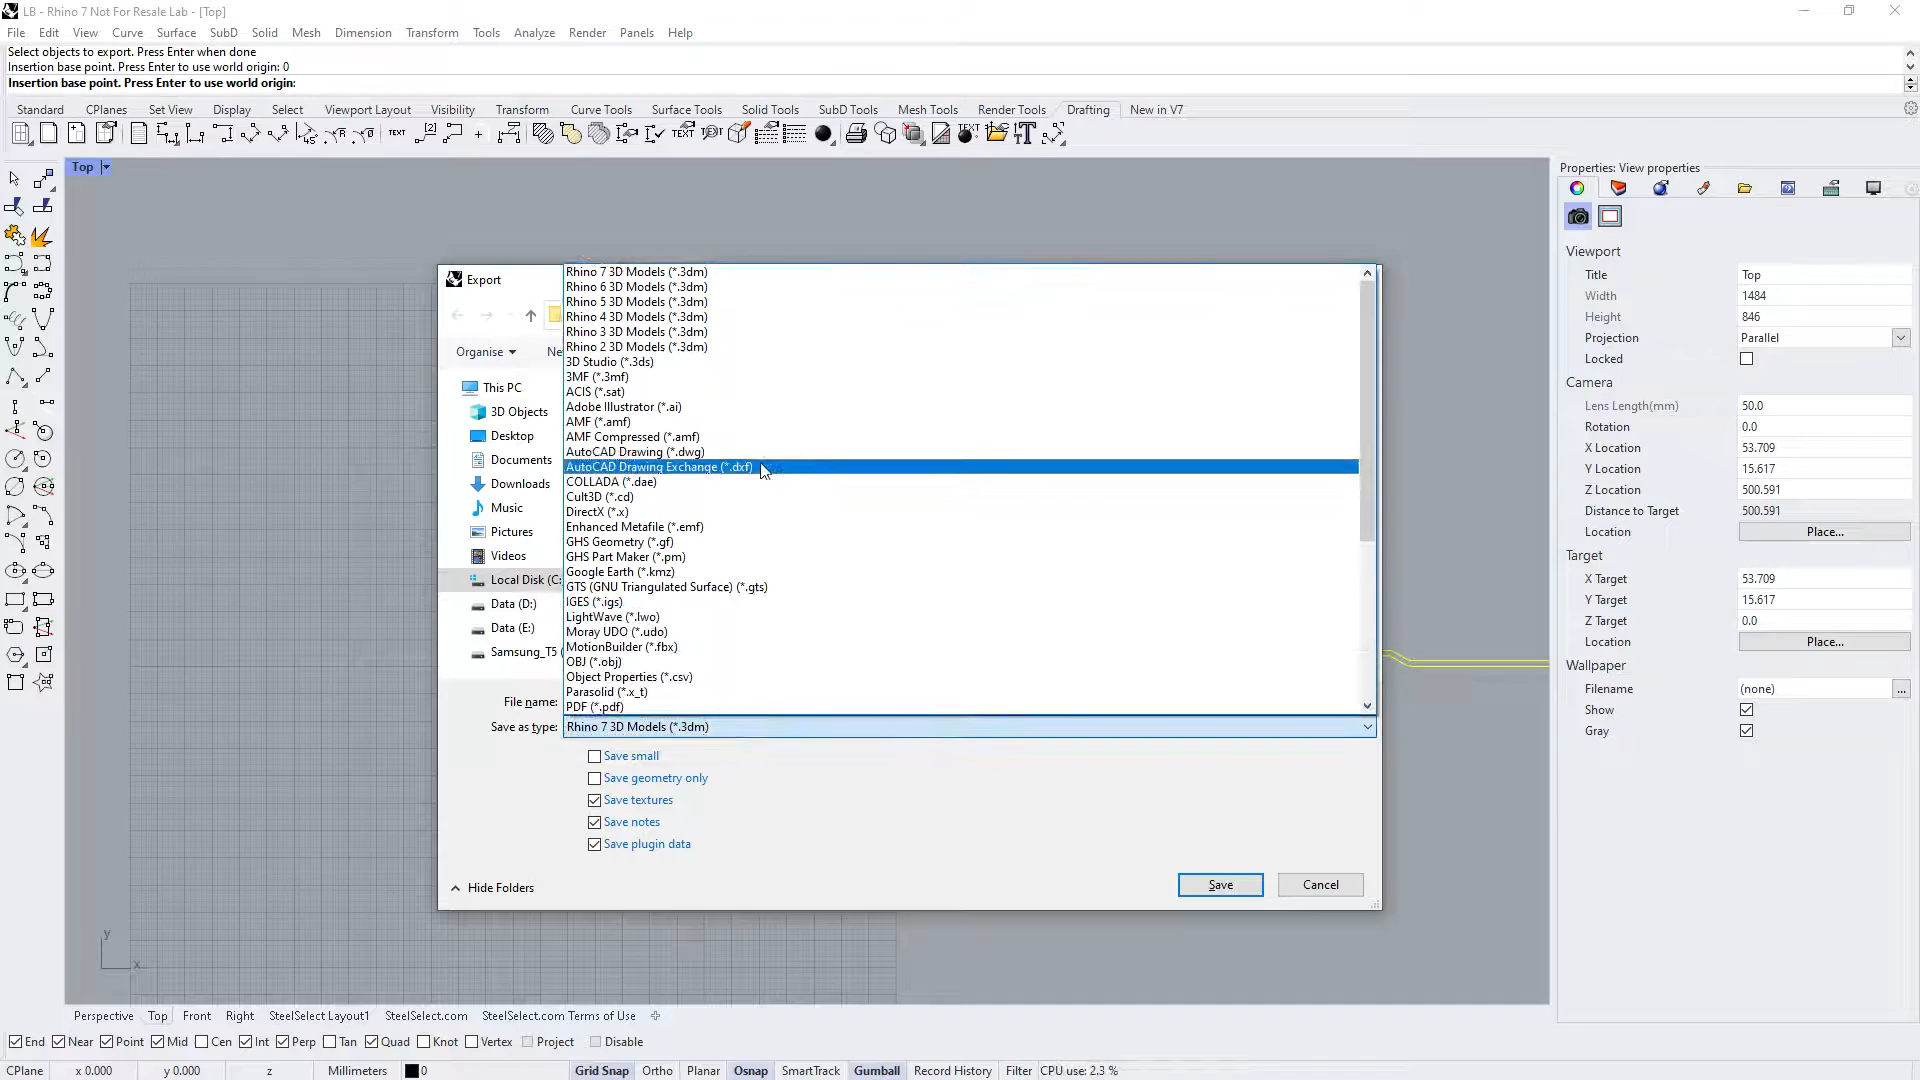 LB - Rhino 7 Not For Resale Lab - [Top]
File Edit View Curve Surface SubD Solid Mesh Dimension Transform Tools Analyze Render Panels Help
Select objects to export. Press Enter when done
Insertion base point. Press Enter to use world origin: 0
Insertion base point. Press Enter to use world origin:
Standard CPlanes Set View Display Select Viewport Layout Visibility Transform Curve Tools Surface Tools Solid Tools SubD Tools Mesh Tools Render Tools Drafting New in V7
Top
Export
Organise
Ne
This PC
3D Objects
Desktop
Documents
Downloads
Music
Pictures
Videos
Local Disk (C:
Data (D:)
Data (E:)
Samsung_T5 (
Rhino 7 3D Models (*.3dm)
Rhino 6 3D Models (*.3dm)
Rhino 5 3D Models (*.3dm)
Rhino 4 3D Models (*.3dm)
Rhino 3 3D Models (*.3dm)
Rhino 2 3D Models (*.3dm)
3D Studio (*.3ds)
3MF (*.3mf)
ACIS (*.sat)
Adobe Illustrator (*.ai)
AMF (*.amf)
AMF Compressed (*.amf)
AutoCAD Drawing (*.dwg)
AutoCAD Drawing Exchange (*.dxf)
COLLADA (*.dae)
Cult3D (*.cd)
DirectX (*.x)
Enhanced Metafile (*.emf)
GHS Geometry (*.gf)
GHS Part Maker (*.pm)
Google Earth (*.kmz)
GTS (GNU Triangulated Surface) (*.gts)
IGES (*.igs)
LightWave (*.lwo)
Moray UDO (*.udo)
MotionBuilder (*.fbx)
OBJ (*.obj)
Object Properties (*.csv)
Parasolid (*.x_t)
PDF (*.pdf)
File name:
Save as type: Rhino 7 3D Models (*.3dm)
Save small
Save geometry only
Save textures
Save notes
Save plugin data
Hide Folders
Save Cancel
Properties: View properties
Viewport
Title Top
Width 1484
Height 846
Projection Parallel
Locked
Camera
Lens Length(mm) 50.0
Rotation 0.0
X Location 53.709
Y Location 15.617
Z Location 500.591
Distance to Target 500.591
Location Place...
Target
X Target 53.709
Y Target 15.617
Z Target 0.0
Location Place...
Wallpaper
Filename (none) ...
Show
Gray
y
x
Perspective Top Front Right SteelSelect Layout1 SteelSelect.com SteelSelect.com Terms of Use
End Near Point Mid Cen Int Perp Tan Quad Knot Vertex Project Disable
CPlane x 0.000 y 0.000 z Millimeters 0 Grid Snap Ortho Planar Osnap SmartTrack Gumball Record History Filter CPU use: 2.3 %